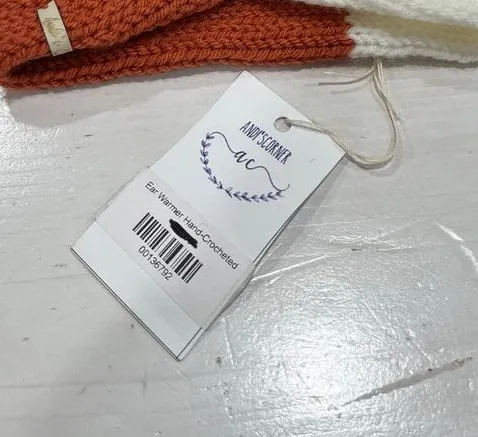 ANDI'SCORNER
ac
Ear Warmer Hand-Crocheted
00136792